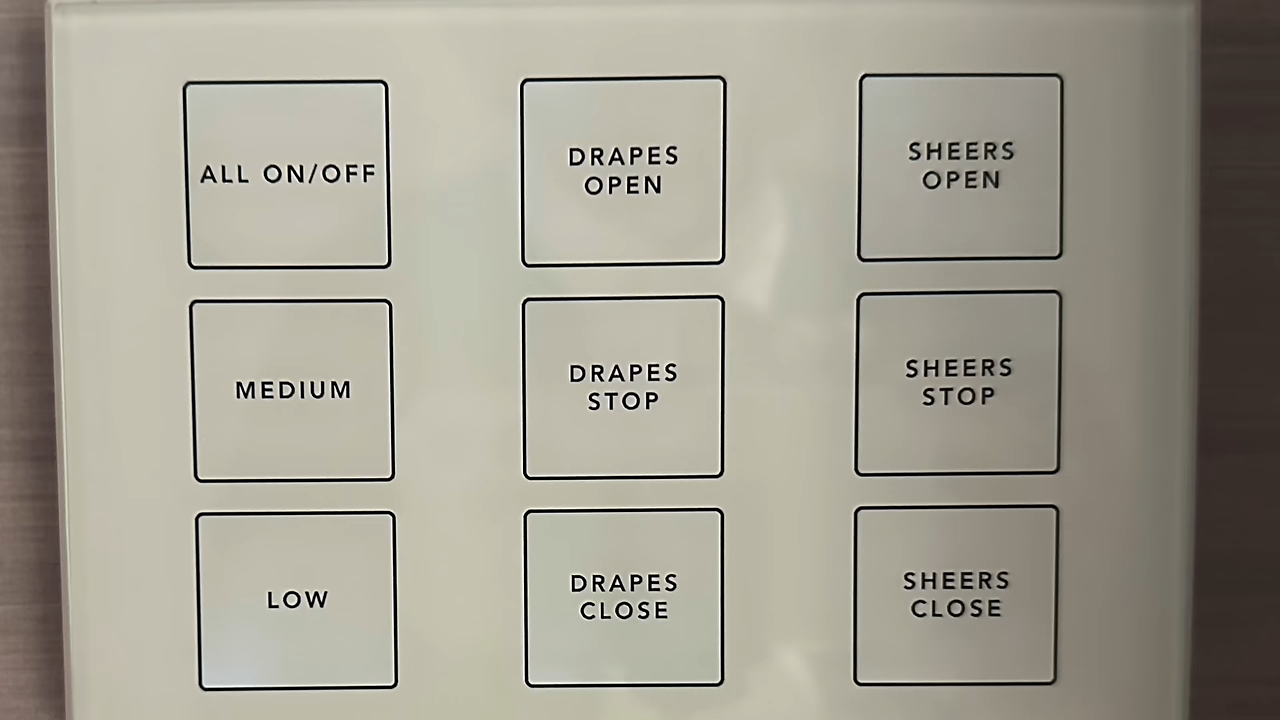 ALL ON/OFF
DRAPES
OPEN
SHEERS
OPEN
MEDIUM
DRAPES
STOP
SHEERS
STOP
LOW
DRAPES
CLOSE
SHEERS
CLOSE